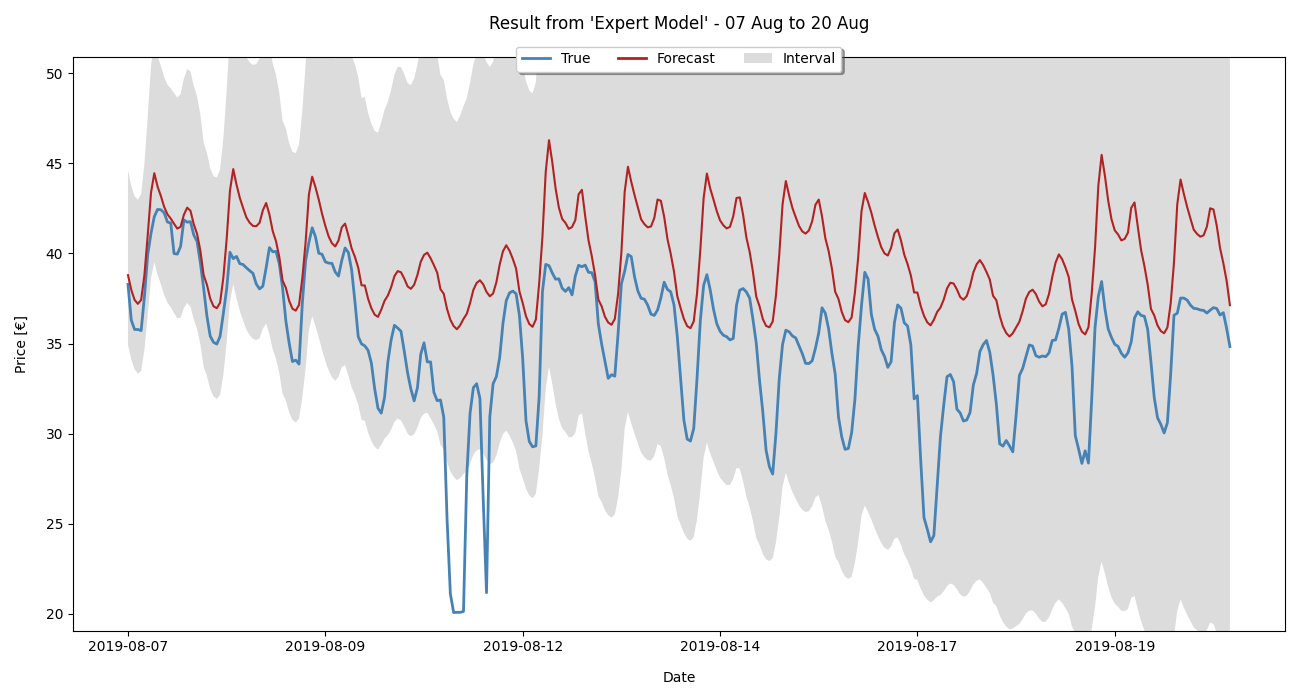 Result from 'Expert Model' - 07 Aug to 20 Aug
True Forecast Interval
50
45
40
35
30
25
20
Price [€]
2019-08-07 2019-08-09 2019-08-12 2019-08-14 2019-08-17 2019-08-19
Date